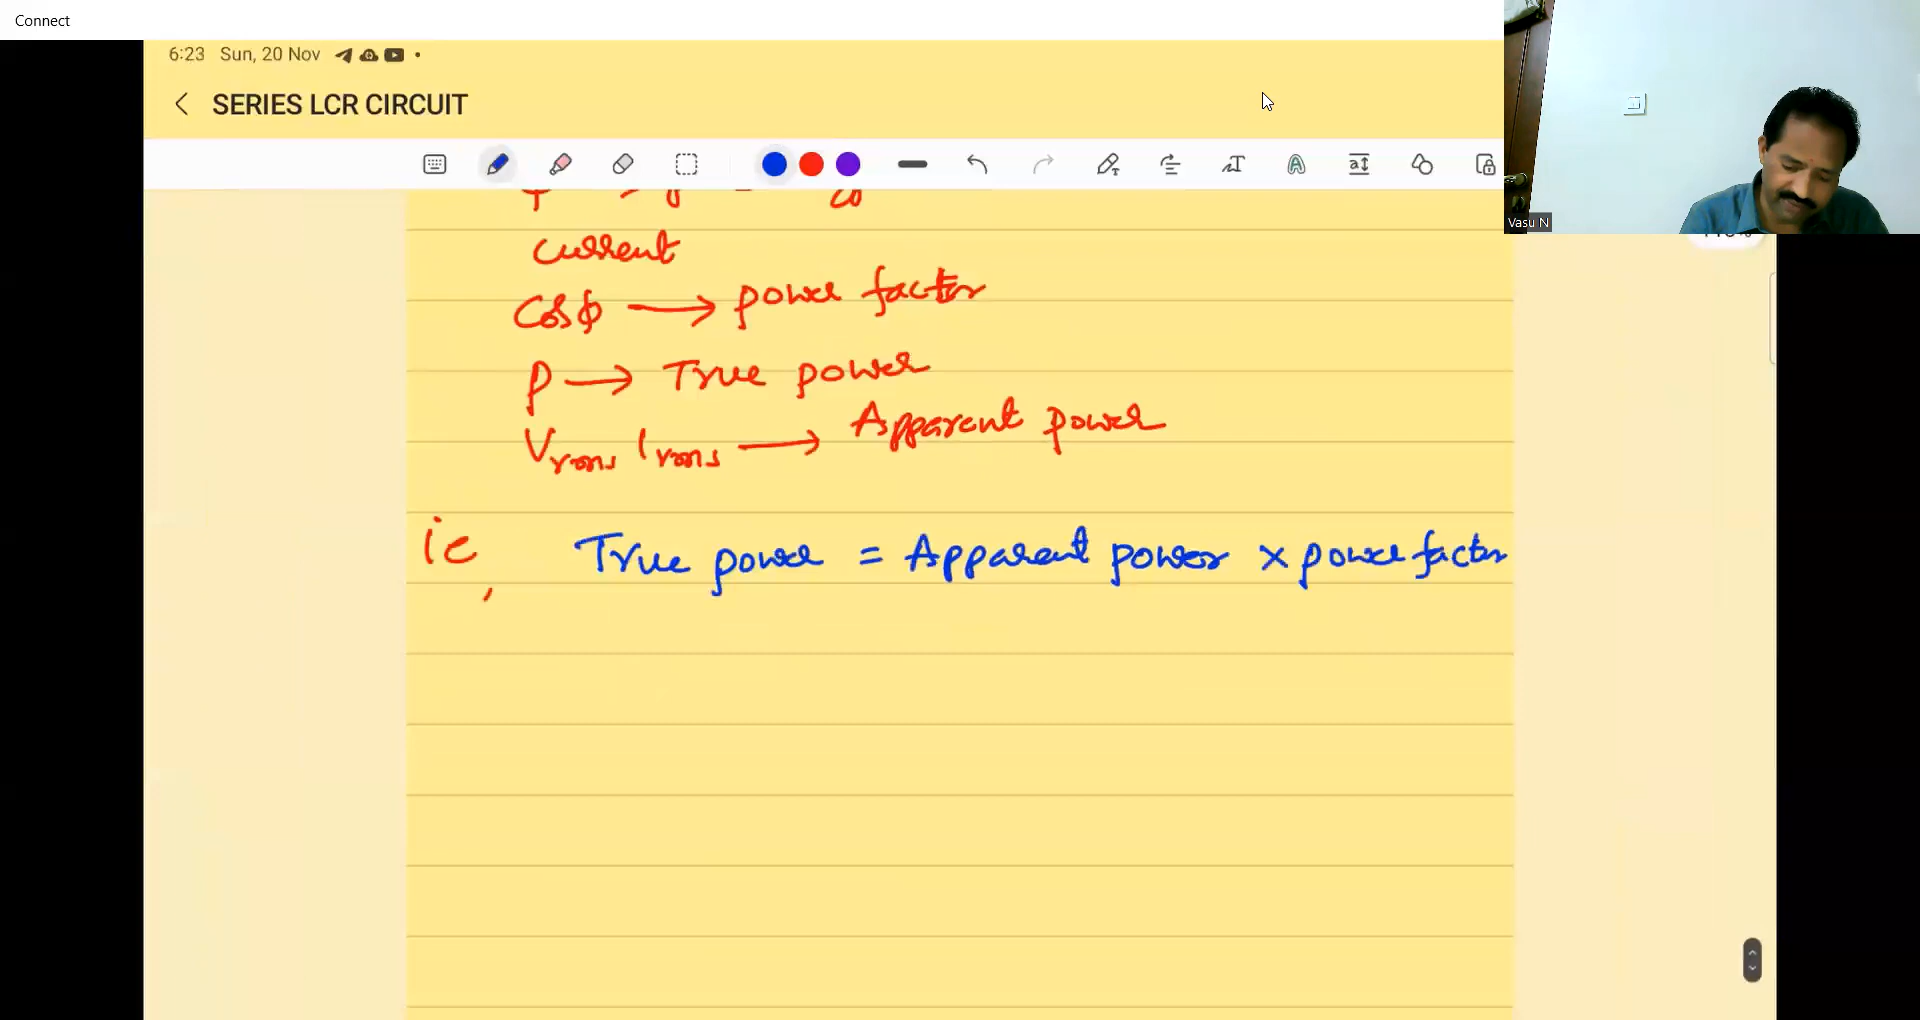 Connect
6:23 Sun, 20 Nov
SERIES LCR CIRCUIT
Vasu N
current
Cosϕ → power factor
P → True power
Vrms Irms → Apparent power
ie, True power = Apparent power × power factor